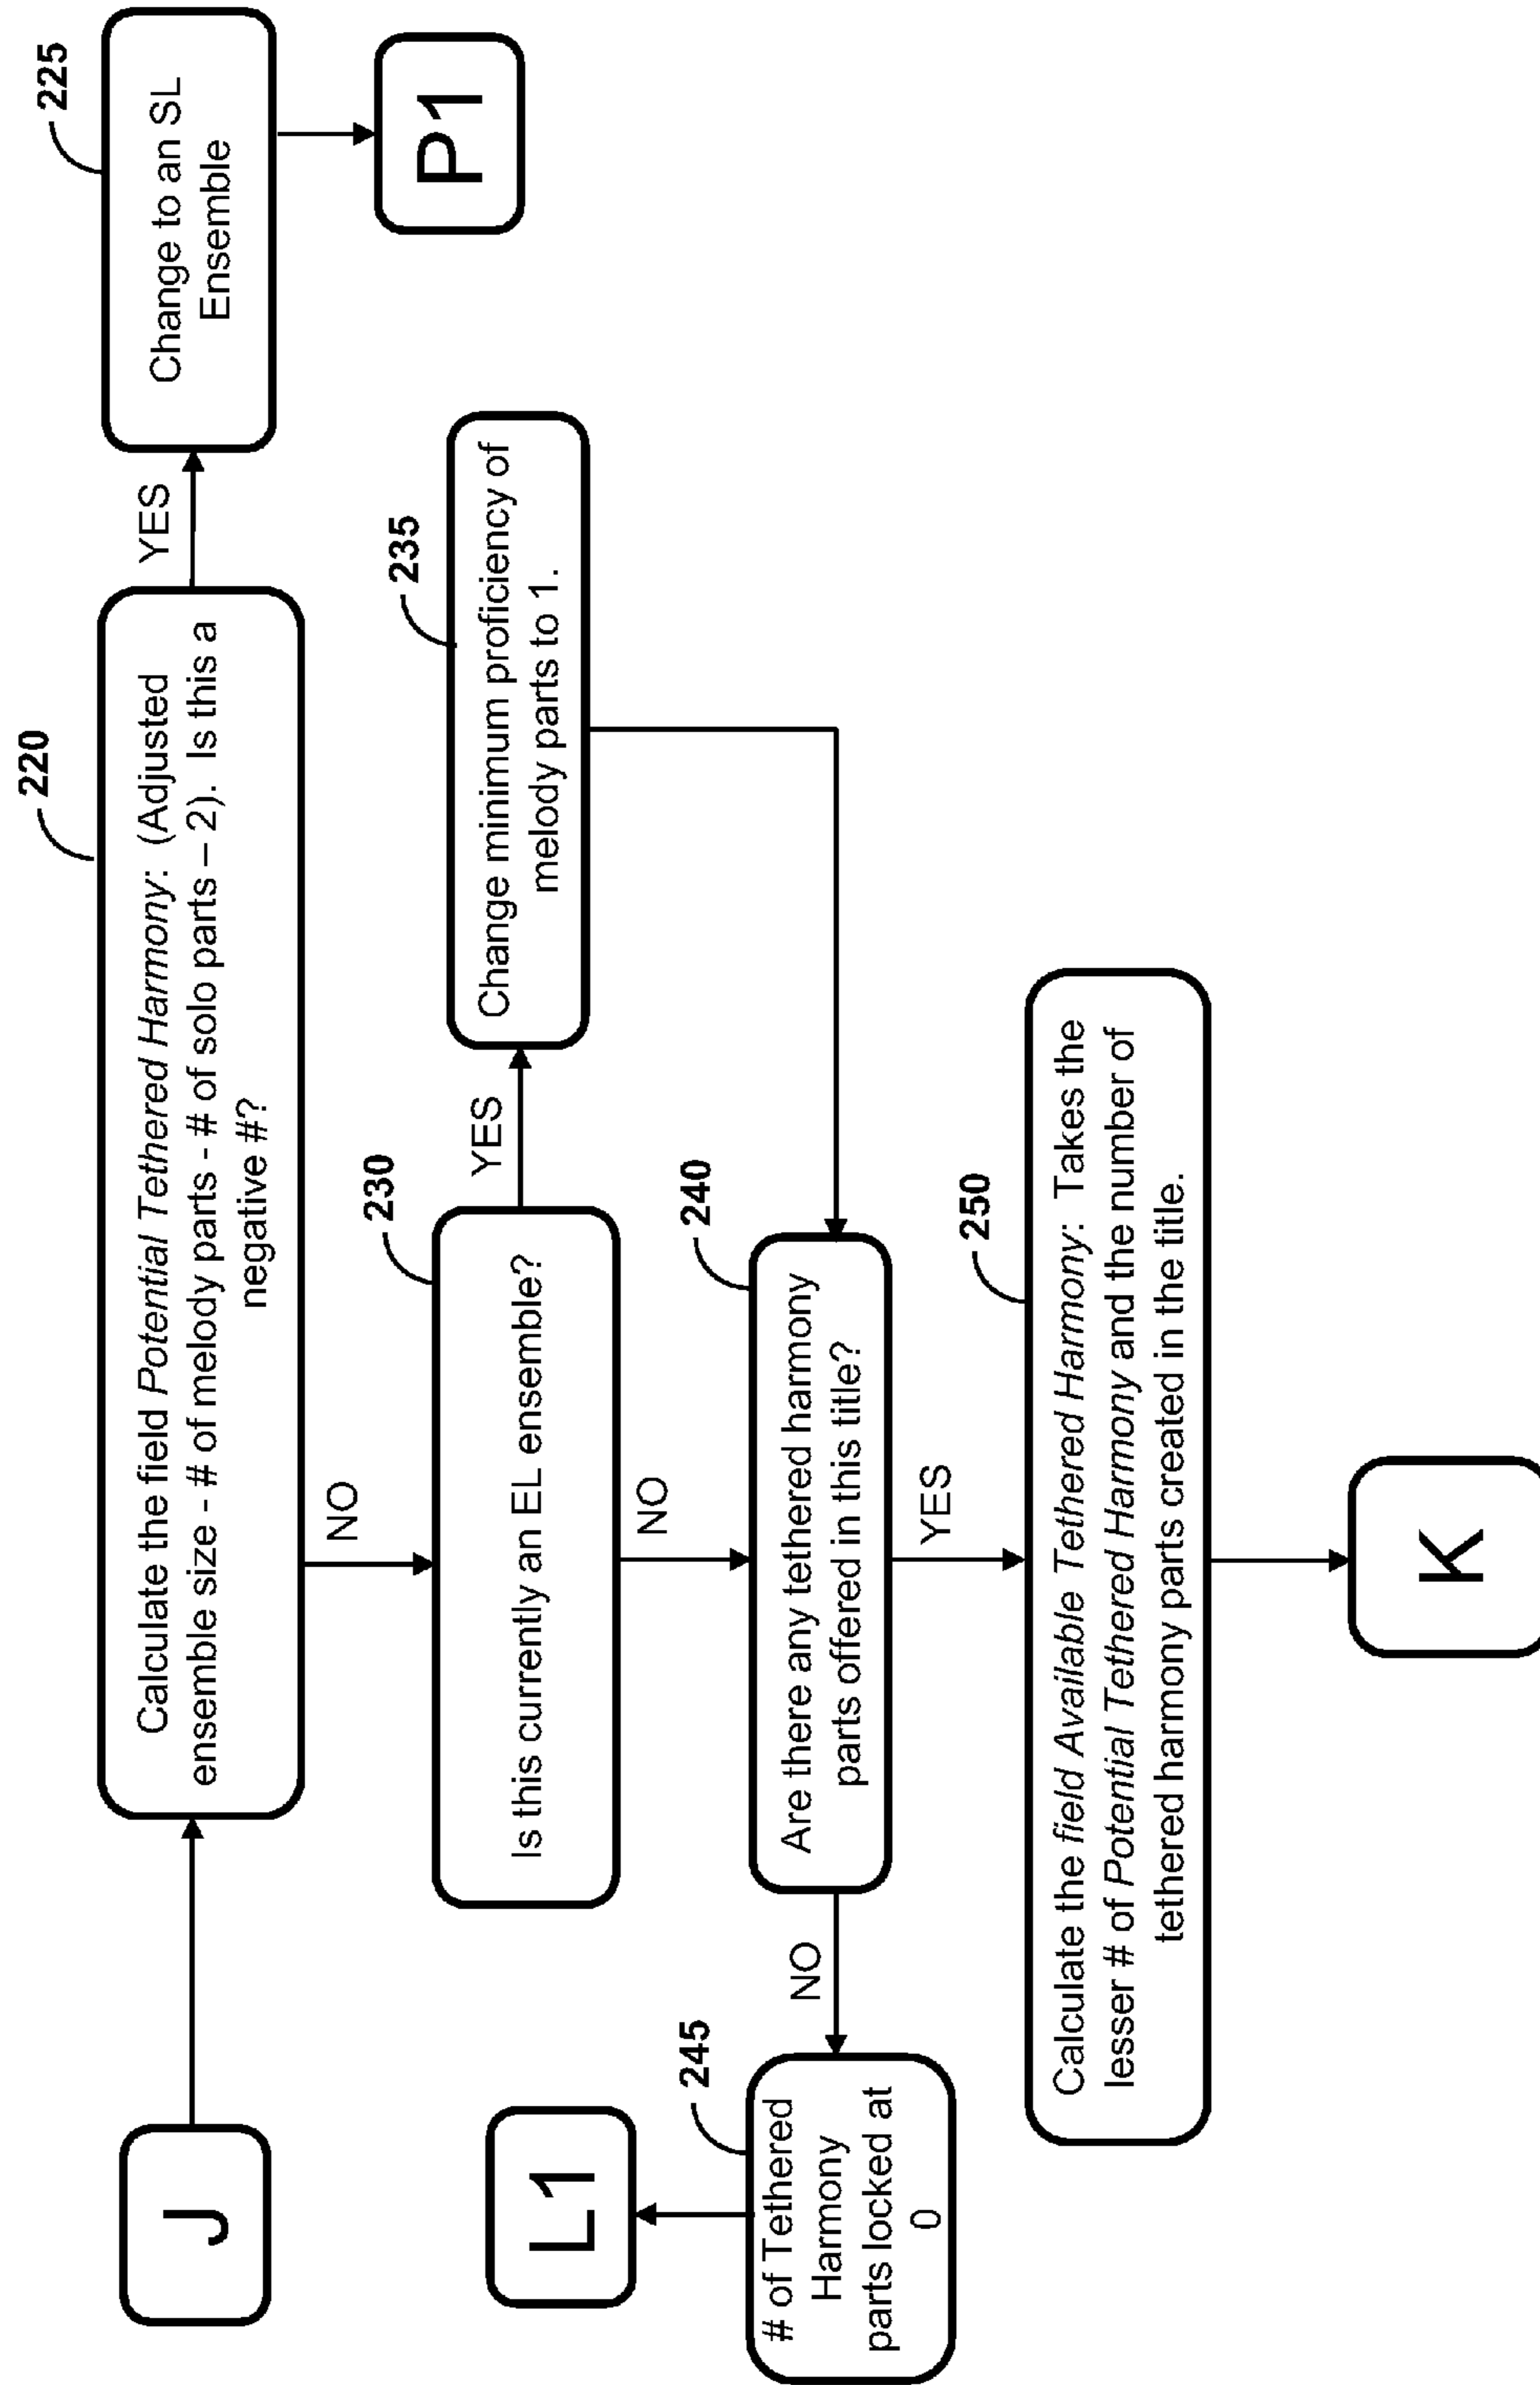 J
220
Calculate the field Potential Tethered Harmony: (Adjusted
ensemble size - # of melody parts - # of solo parts – 2). Is this a
negative #?
YES
225
Change to an SL
Ensemble
P1
NO
230
Is this currently an EL ensemble?
YES
235
Change minimum proficiency of
melody parts to 1.
NO
240
Are there any tethered harmony
parts offered in this title?
NO
245
# of Tethered
Harmony
parts locked at
0
L1
YES
250
Calculate the field Available Tethered Harmony: Takes the
lesser # of Potential Tethered Harmony and the number of
tethered harmony parts created in the title.
K